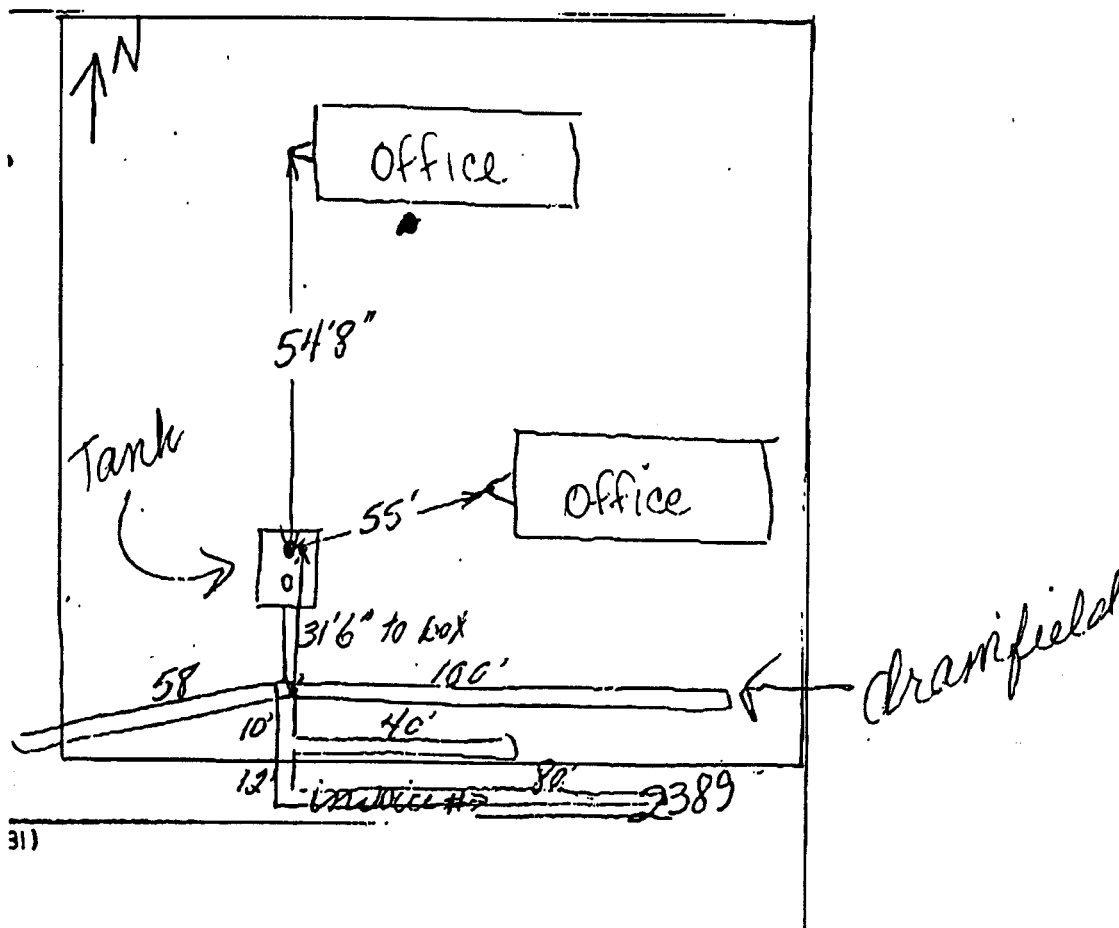 N
Office
54'8"
Tank
55'
Office
31'6" to box
58
100'
drainfield
10'
40'
12'
80'
invoice #> 2389
31)